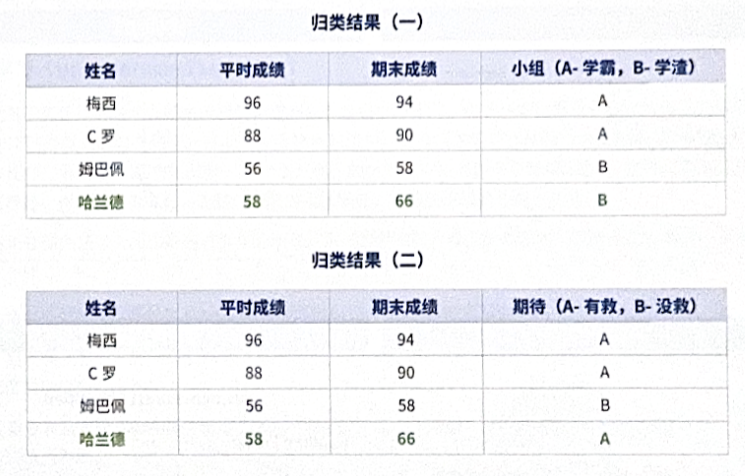 归类结果（一）
姓名 平时成绩 期末成绩 小组（A- 学霸，B- 学渣）
梅西 96 94 A
C 罗 88 90 A
姆巴佩 56 58 B
哈兰德 58 66 B
归类结果（二）
姓名 平时成绩 期末成绩 期待（A- 有救，B- 没救）
梅西 96 94 A
C 罗 88 90 A
姆巴佩 56 58 B
哈兰德 58 66 A